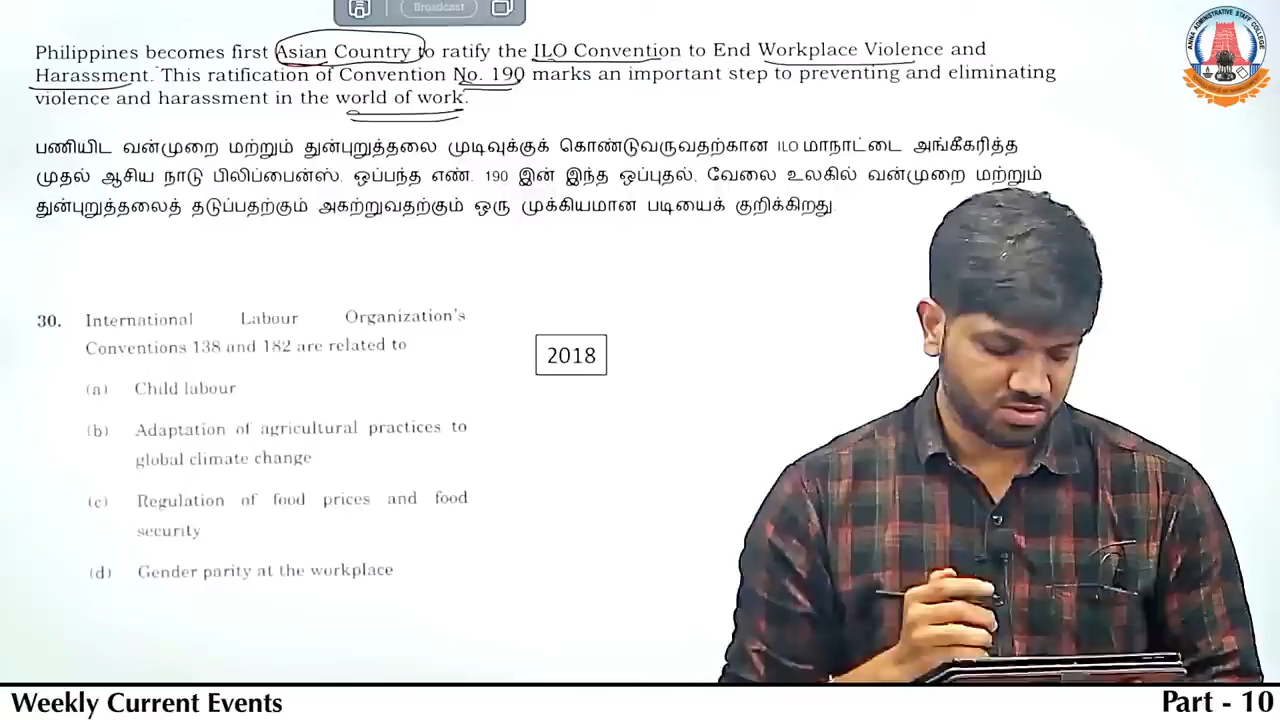 Broadcast
Philippines becomes first Asian Country to ratify the ILO Convention to End Workplace Violence and
Harassment. This ratification of Convention No. 190 marks an important step to preventing and eliminating
violence and harassment in the world of work.
பணியிட வன்முறை மற்றும் துன்புறுத்தலை முடிவுக்குக் கொண்டுவருவதற்கான ILO மாநாட்டை அங்கீகரித்த
முதல் ஆசிய நாடு பிலிப்பைன்ஸ். ஒப்பந்த எண். 190 இன் இந்த ஒப்புதல், வேலை உலகில் வன்முறை மற்றும்
துன்புறுத்தலைத் தடுப்பதற்கும் அகற்றுவதற்கும் ஒரு முக்கியமான படியைக் குறிக்கிறது.
30. International Labour Organization's
Conventions 138 and 182 are related to
2018
(a) Child labour
(b) Adaptation of agricultural practices to
global climate change
(c) Regulation of food prices and food
security
(d) Gender parity at the workplace
ANNA ADMINISTRATIVE STAFF COLLEGE
Weekly Current Events
Part - 10